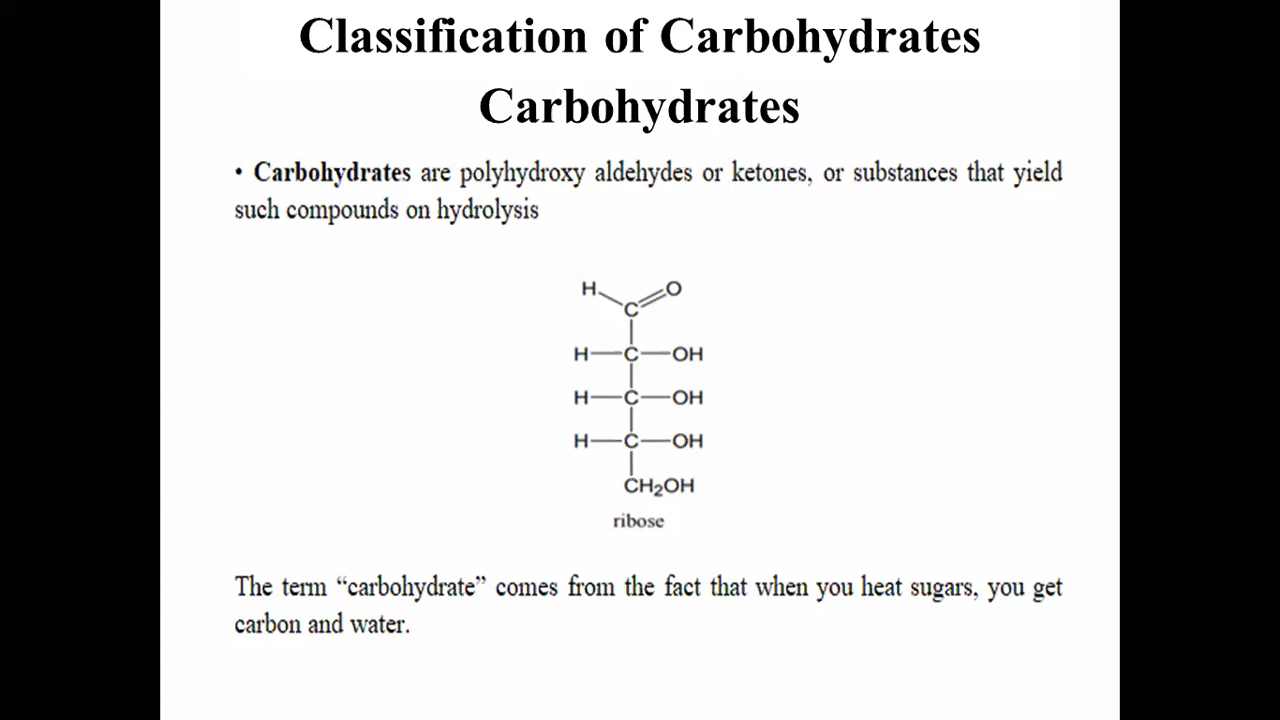 Classification of Carbohydrates
Carbohydrates
• Carbohydrates are polyhydroxy aldehydes or ketones, or substances that yield
such compounds on hydrolysis
H O
C
H C OH
H C OH
H C OH
CH₂OH
ribose
The term “carbohydrate” comes from the fact that when you heat sugars, you get
carbon and water.